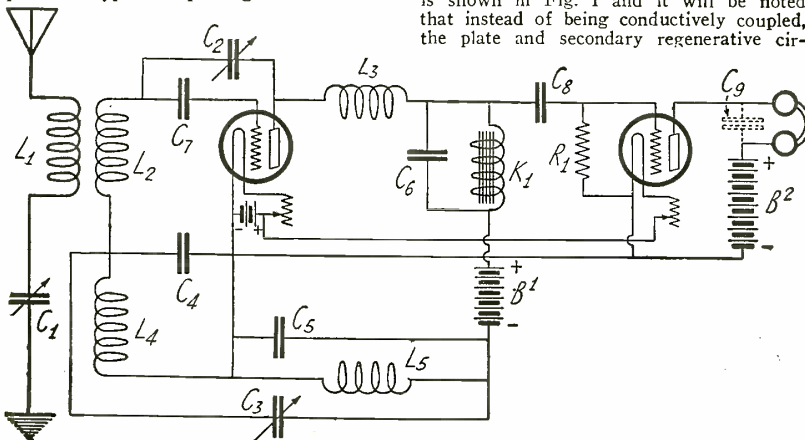 is shown in Fig. 1 and it will be noted
that instead of being conductively coupled,
the plate and secondary regenerative cir-
C2
L3
C8
C9
C7
L1
L2
C6
K1
R1
+
B2
-
- +
C4
+
B1
-
C1
L4
C5
L5
C3